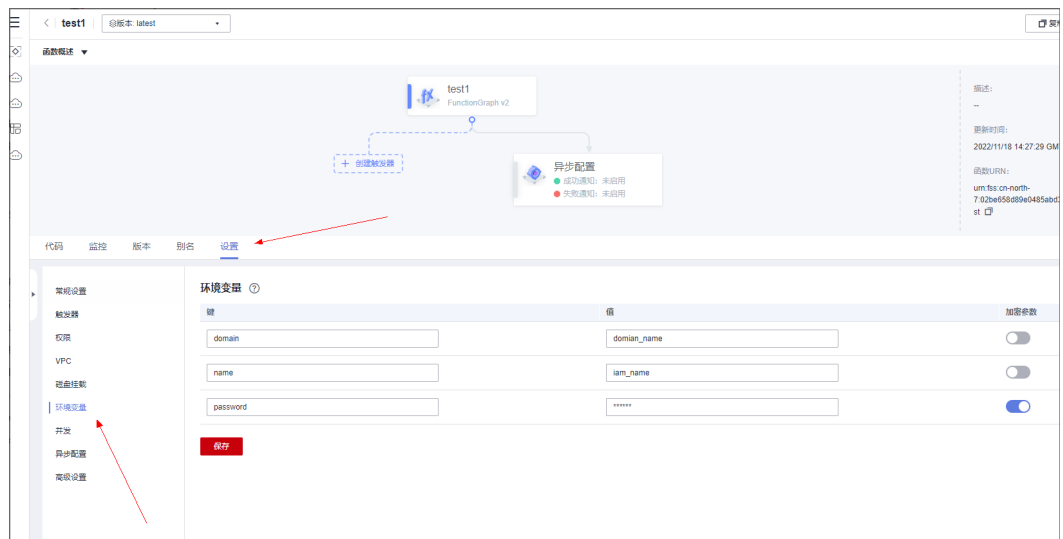 test1
版本: latest
函数概述
test1
FunctionGraph v2
创建触发器
异步配置
成功通知: 未启用
失败通知: 未启用
描述:
--
更新时间:
2022/11/18 14:27:29 GM
函数URN:
urn:fss:cn-north-
7:02be658d89e0485abd
st
代码 监控 版本 别名 设置
常规设置
触发器
权限
VPC
磁盘挂载
环境变量
并发
异步配置
高级设置
环境变量
键 值 加密参数
domain domian_name
name iam_name
password ******
保存